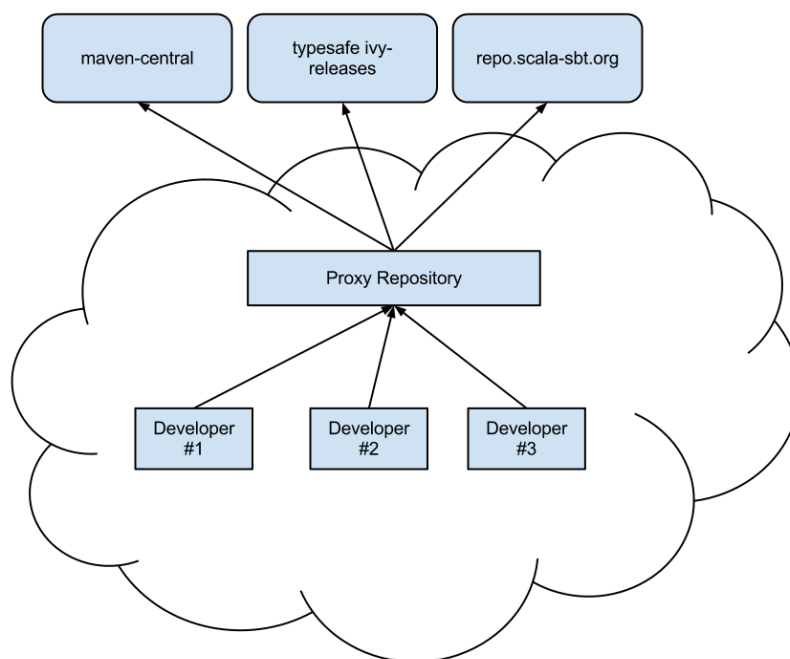 maven-central
typesafe ivy-
releases
repo.scala-sbt.org
Proxy Repository
Developer
#1
Developer
#2
Developer
#3